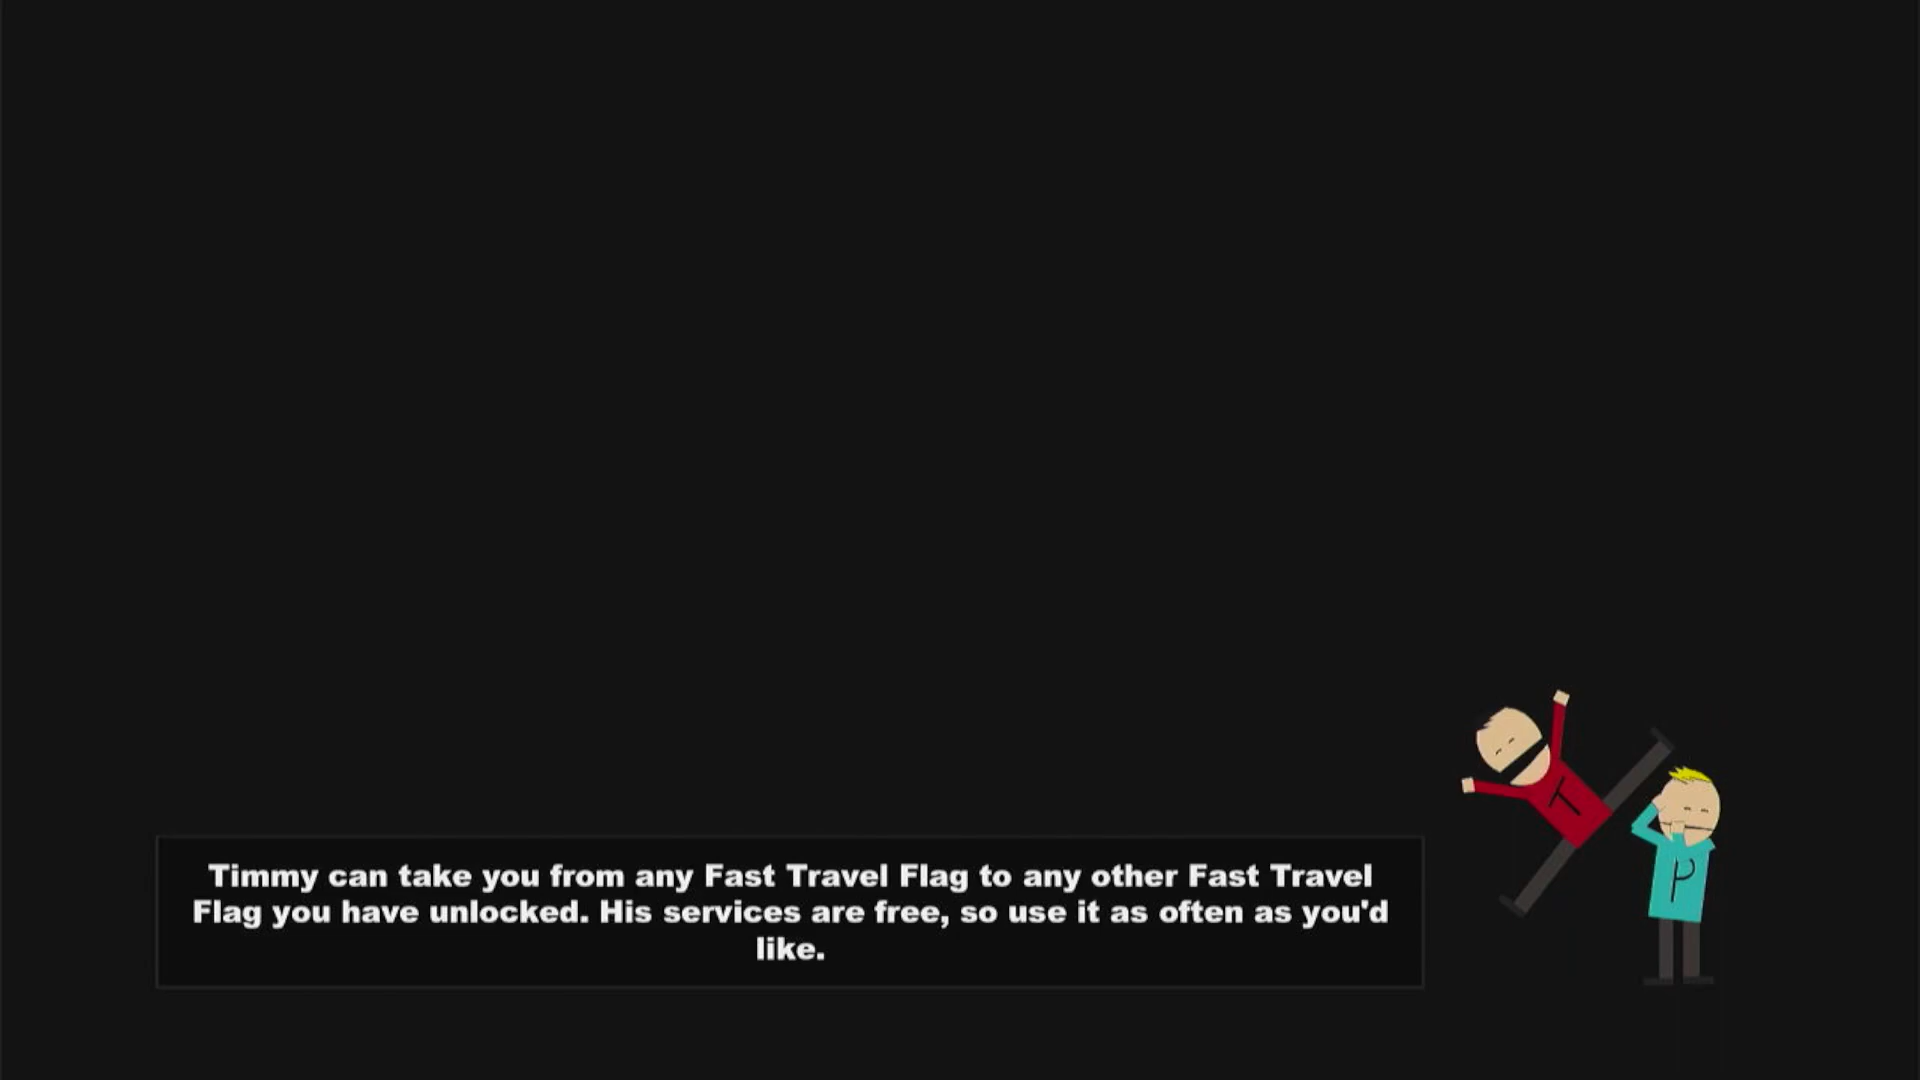 Timmy can take you from any Fast Travel Flag to any other Fast Travel
Flag you have unlocked. His services are free, so use it as often as you'd
like.
T
P